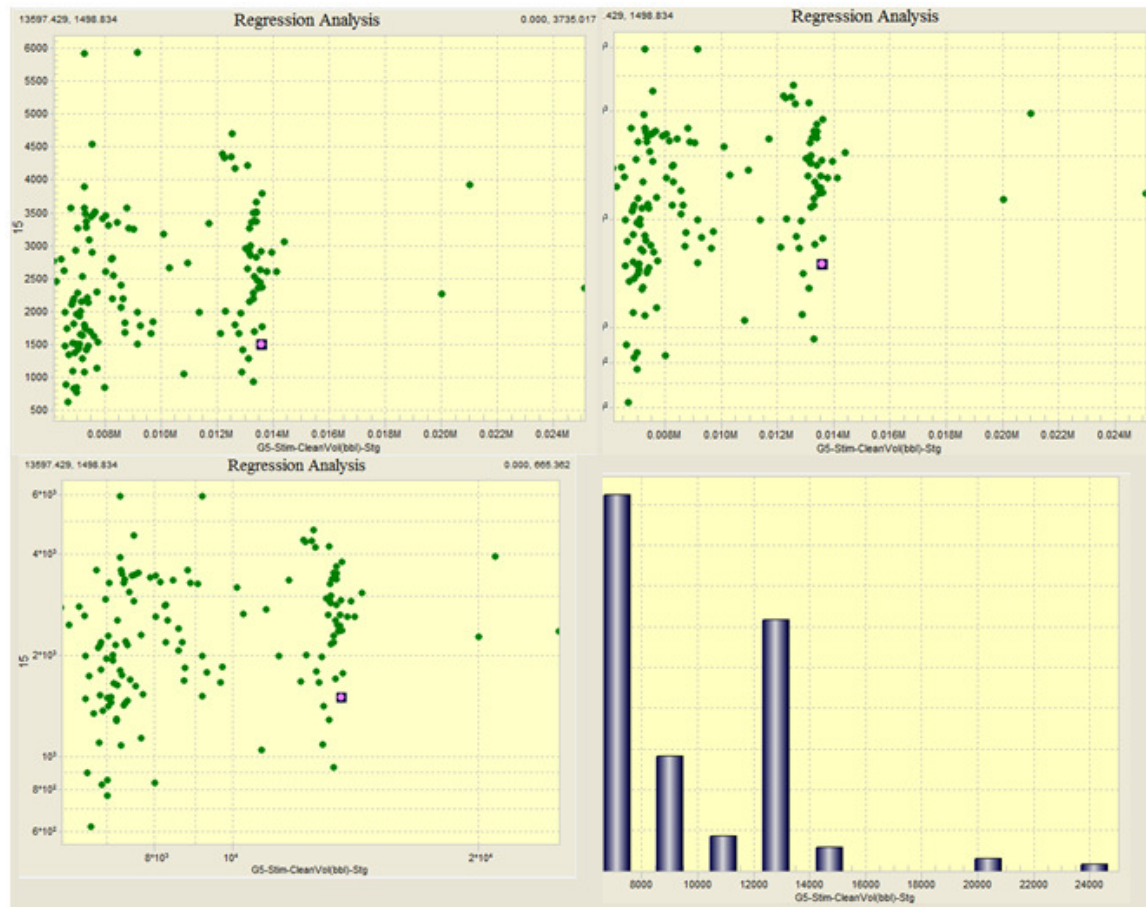 13597.429, 1498.834 Regression Analysis 0.000, 3735.017
6000
5500
5000
4500
4000
3500
15
3000
2500
2000
1500
1000
500
0.008M 0.010M 0.012M 0.014M 0.016M 0.018M 0.020M 0.022M 0.024M
G5-Stim-CleanVol(bbl)-Stg
.429, 1498.834 Regression Analysis
0.008M 0.010M 0.012M 0.014M 0.016M 0.018M 0.020M 0.022M 0.024M
G5-Stim-CleanVol(bbl)-Stg
13597.429, 1498.834 Regression Analysis 0.000, 665.362
6*10³
4*10³
15
2*10³
10³
8*10²
6*10²
8*10³ 10⁴ 2*10⁴
G5-Stim-CleanVol(bbl)-Stg
8000 10000 12000 14000 16000 18000 20000 22000 24000
G5-Stim-CleanVol(bbl)-Stg